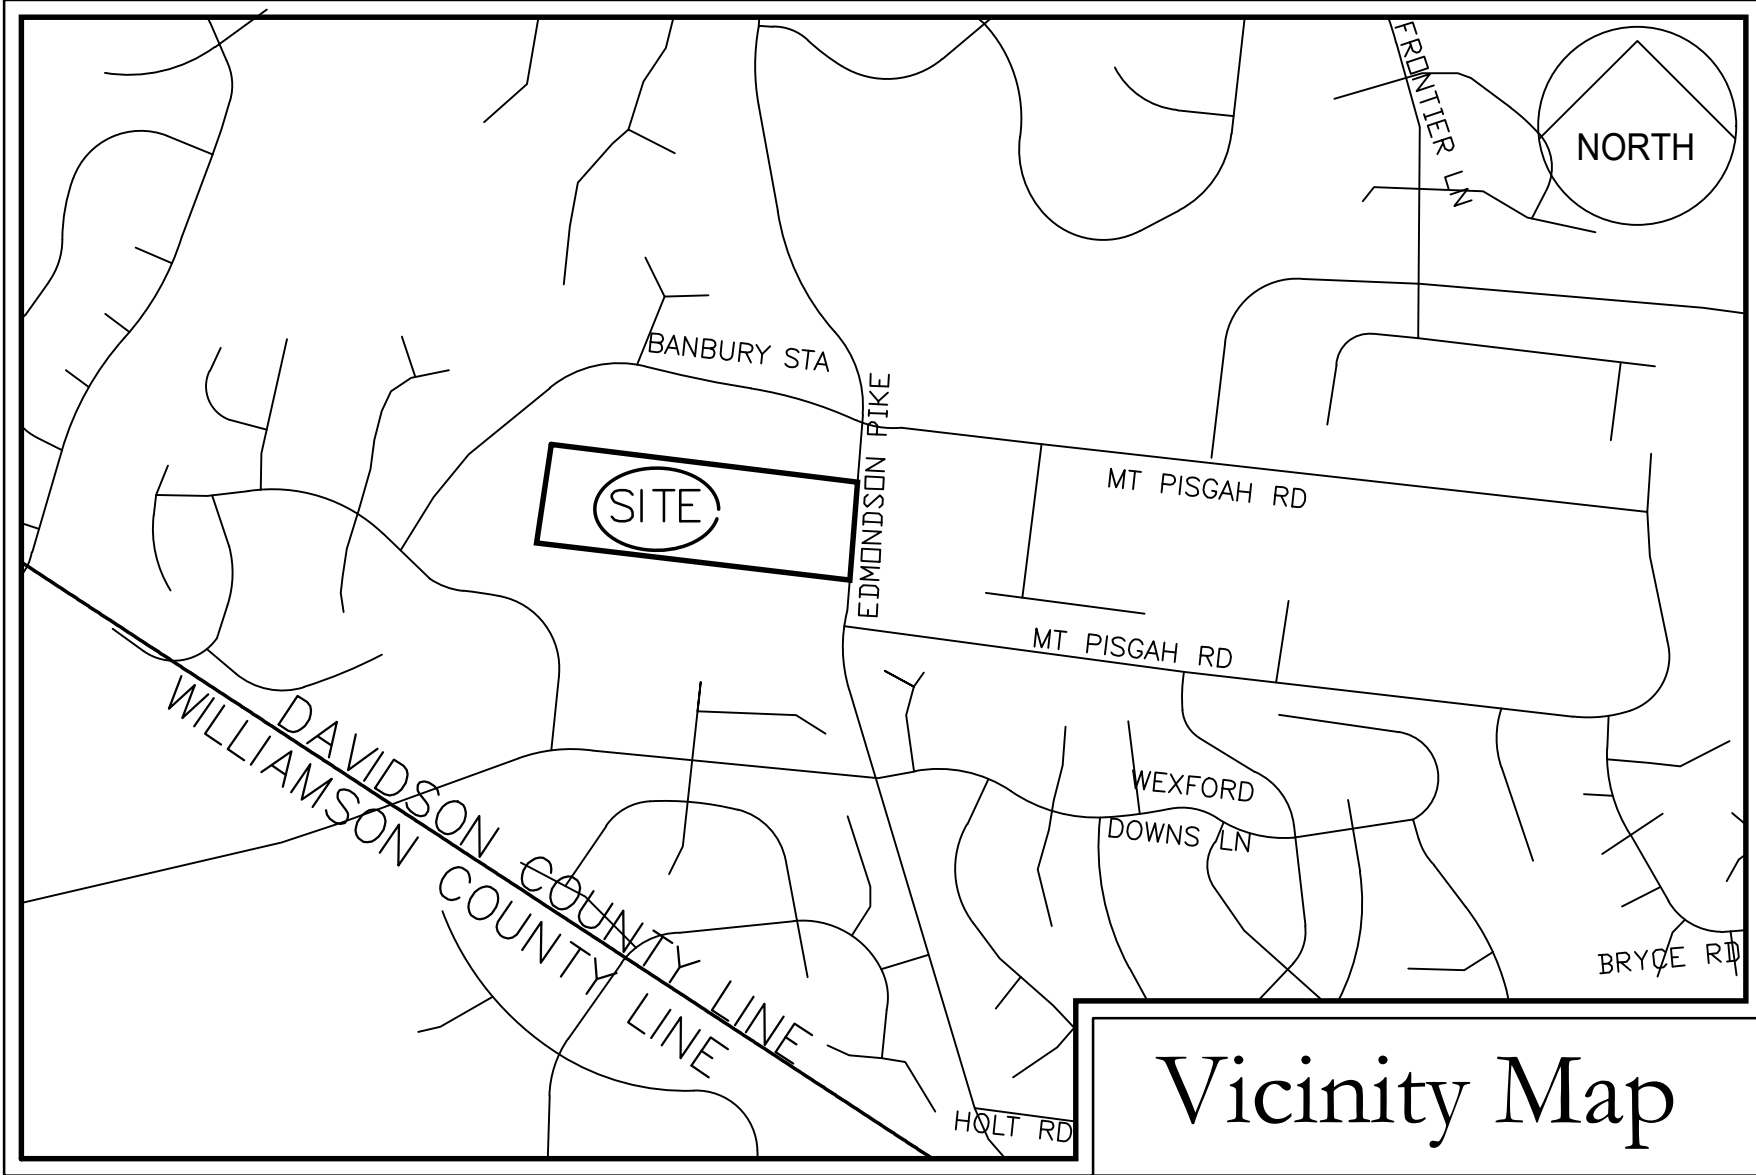 FRONTIER LN
NORTH
BANBURY STA
EDMONDSON PIKE
MT PISGAH RD
SITE
MT PISGAH RD
DAVIDSON COUNTY LINE
WILLIAMSON COUNTY LINE
WEXFORD
DOWNS LN
BRYCE RD
HOLT RD
Vicinity Map